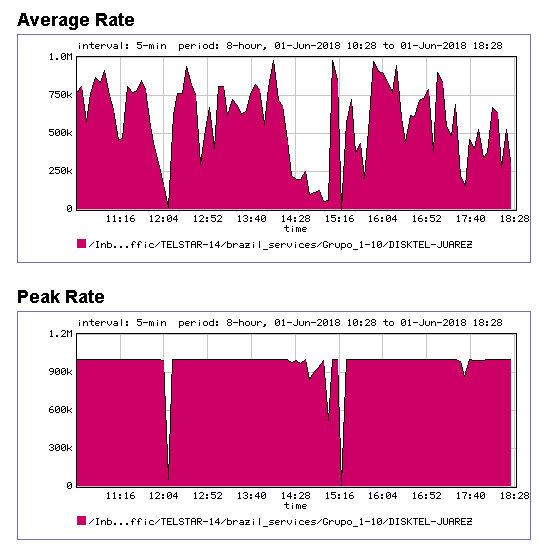 Average Rate
interval: 5-min period: 8-hour, 01-Jun-2018 10:28 to 01-Jun-2018 18:28
1.0M
750k
500k
250k
0
11:16 12:04 12:52 13:40 14:28 15:16 16:04 16:52 17:40 18:28
time
/Inb...ffic/TELSTAR-14/brazil_services/Grupo_1-10/DISKTEL-JUAREZ
Peak Rate
interval: 5-min period: 8-hour, 01-Jun-2018 10:28 to 01-Jun-2018 18:28
1.2M
900k
600k
300k
0
11:16 12:04 12:52 13:40 14:28 15:16 16:04 16:52 17:40 18:28
time
/Inb...ffic/TELSTAR-14/brazil_services/Grupo_1-10/DISKTEL-JUAREZ